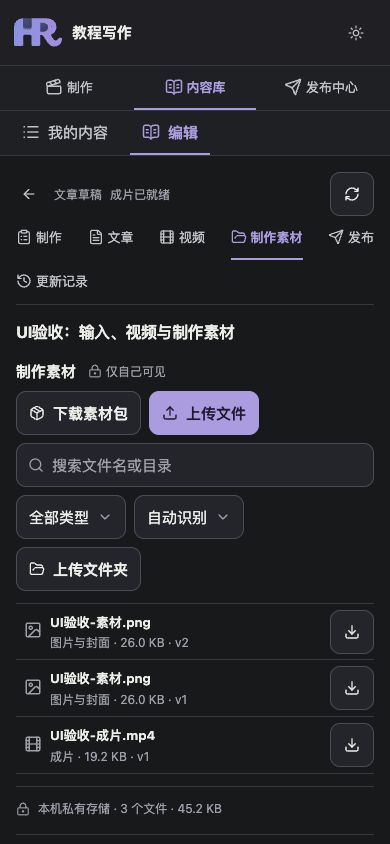 HR 教程写作
制作 内容库 发布中心
我的内容 编辑
文章草稿 成片已就绪
制作 文章 视频 制作素材 发布
更新记录
UI验收：输入、视频与制作素材
制作素材 仅自己可见
下载素材包 上传文件
搜索文件名或目录
全部类型 自动识别
上传文件夹
UI验收-素材.png
图片与封面 · 26.0 KB · v2
UI验收-素材.png
图片与封面 · 26.0 KB · v1
UI验收-成片.mp4
成片 · 19.2 KB · v1
本机私有存储 · 3 个文件 · 45.2 KB